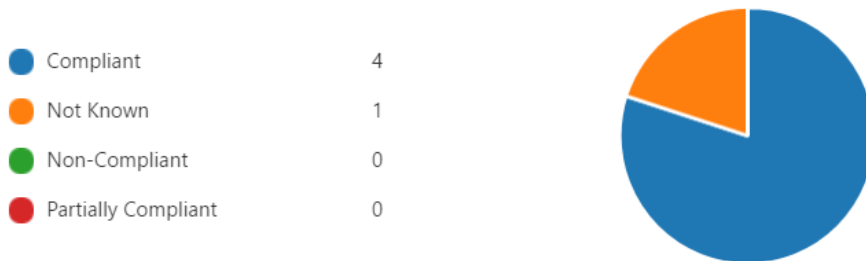 Compliant 4
Not Known 1
Non-Compliant 0
Partially Compliant 0